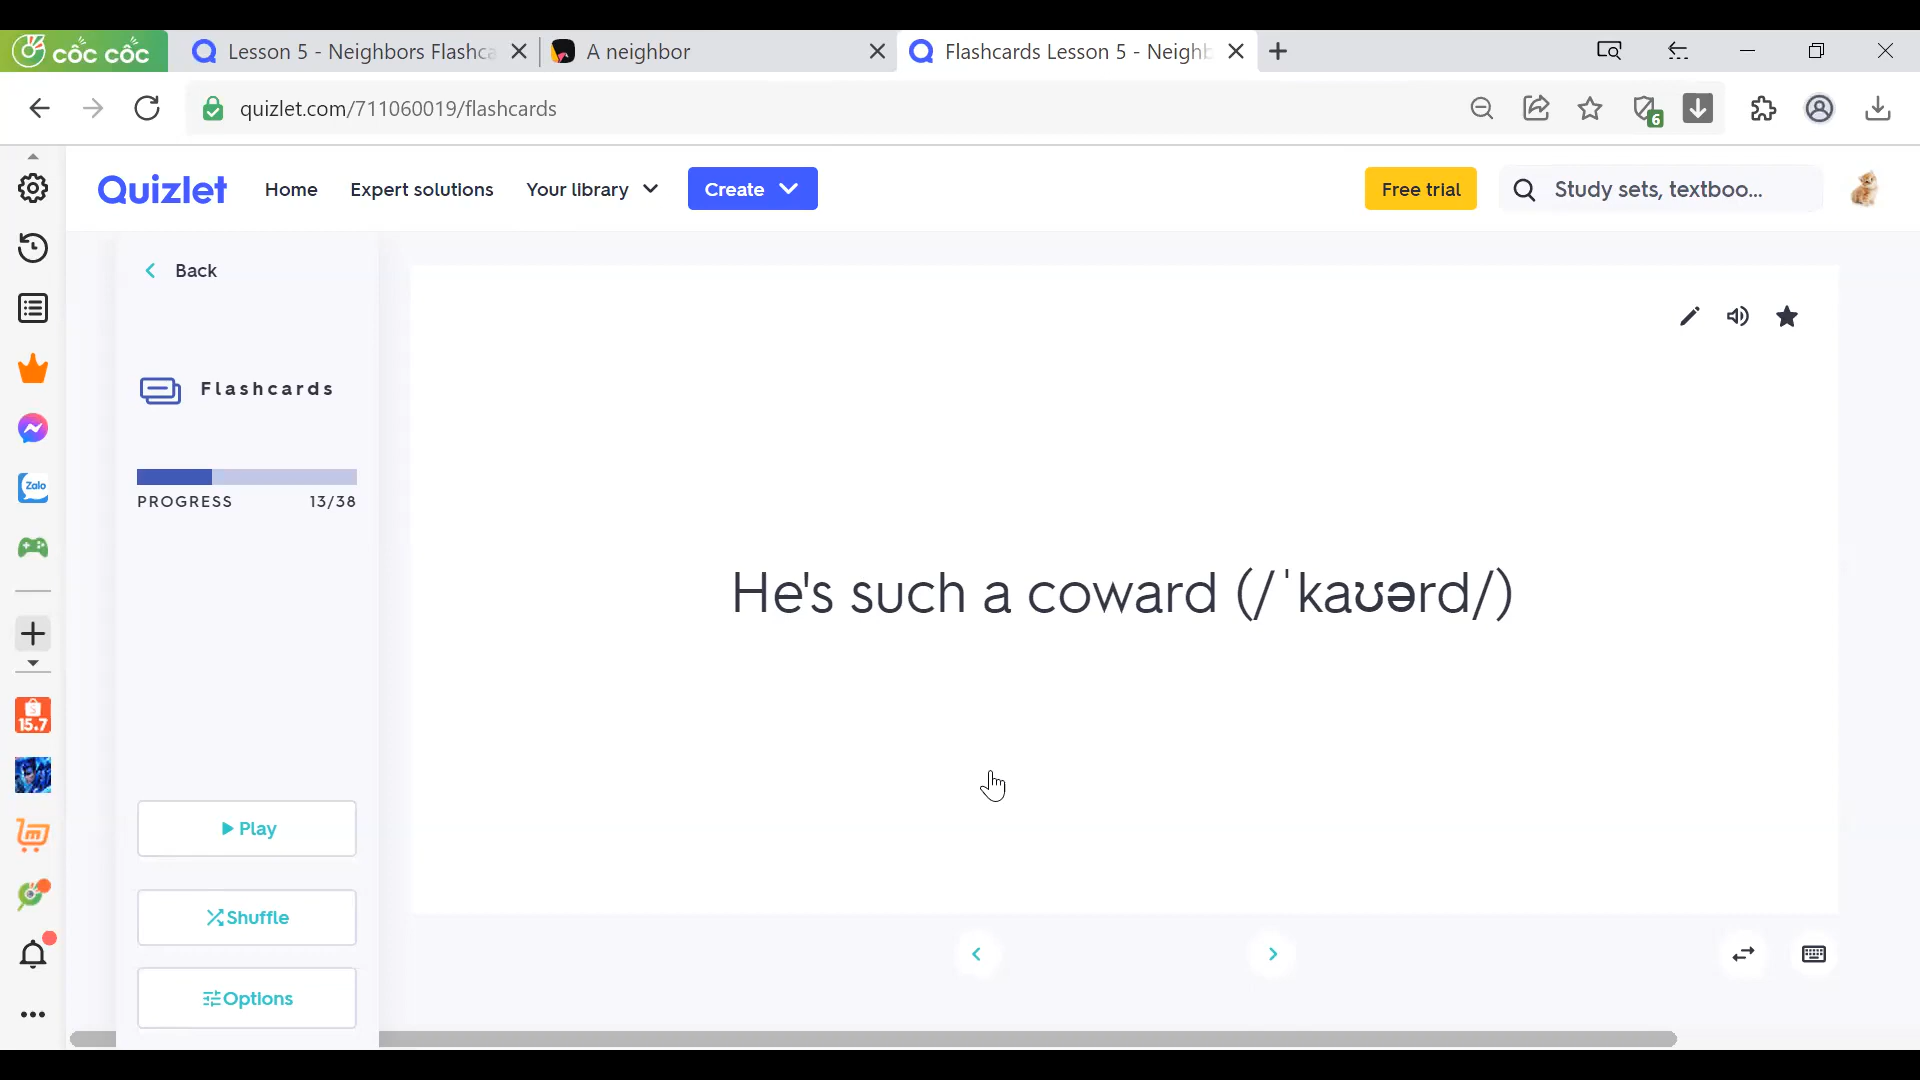 cốc cốc
Lesson 5 - Neighbors Flashca
A neighbor
Flashcards Lesson 5 - Neighb
quizlet.com/711060019/flashcards
6
Quizlet
Home
Expert solutions
Your library
Create
Free trial
Study sets, textboo...
Back
Flashcards
PROGRESS 13/38
He's such a coward (/ˈkaʊərd/)
Zalo
15.7
Play
Shuffle
Options